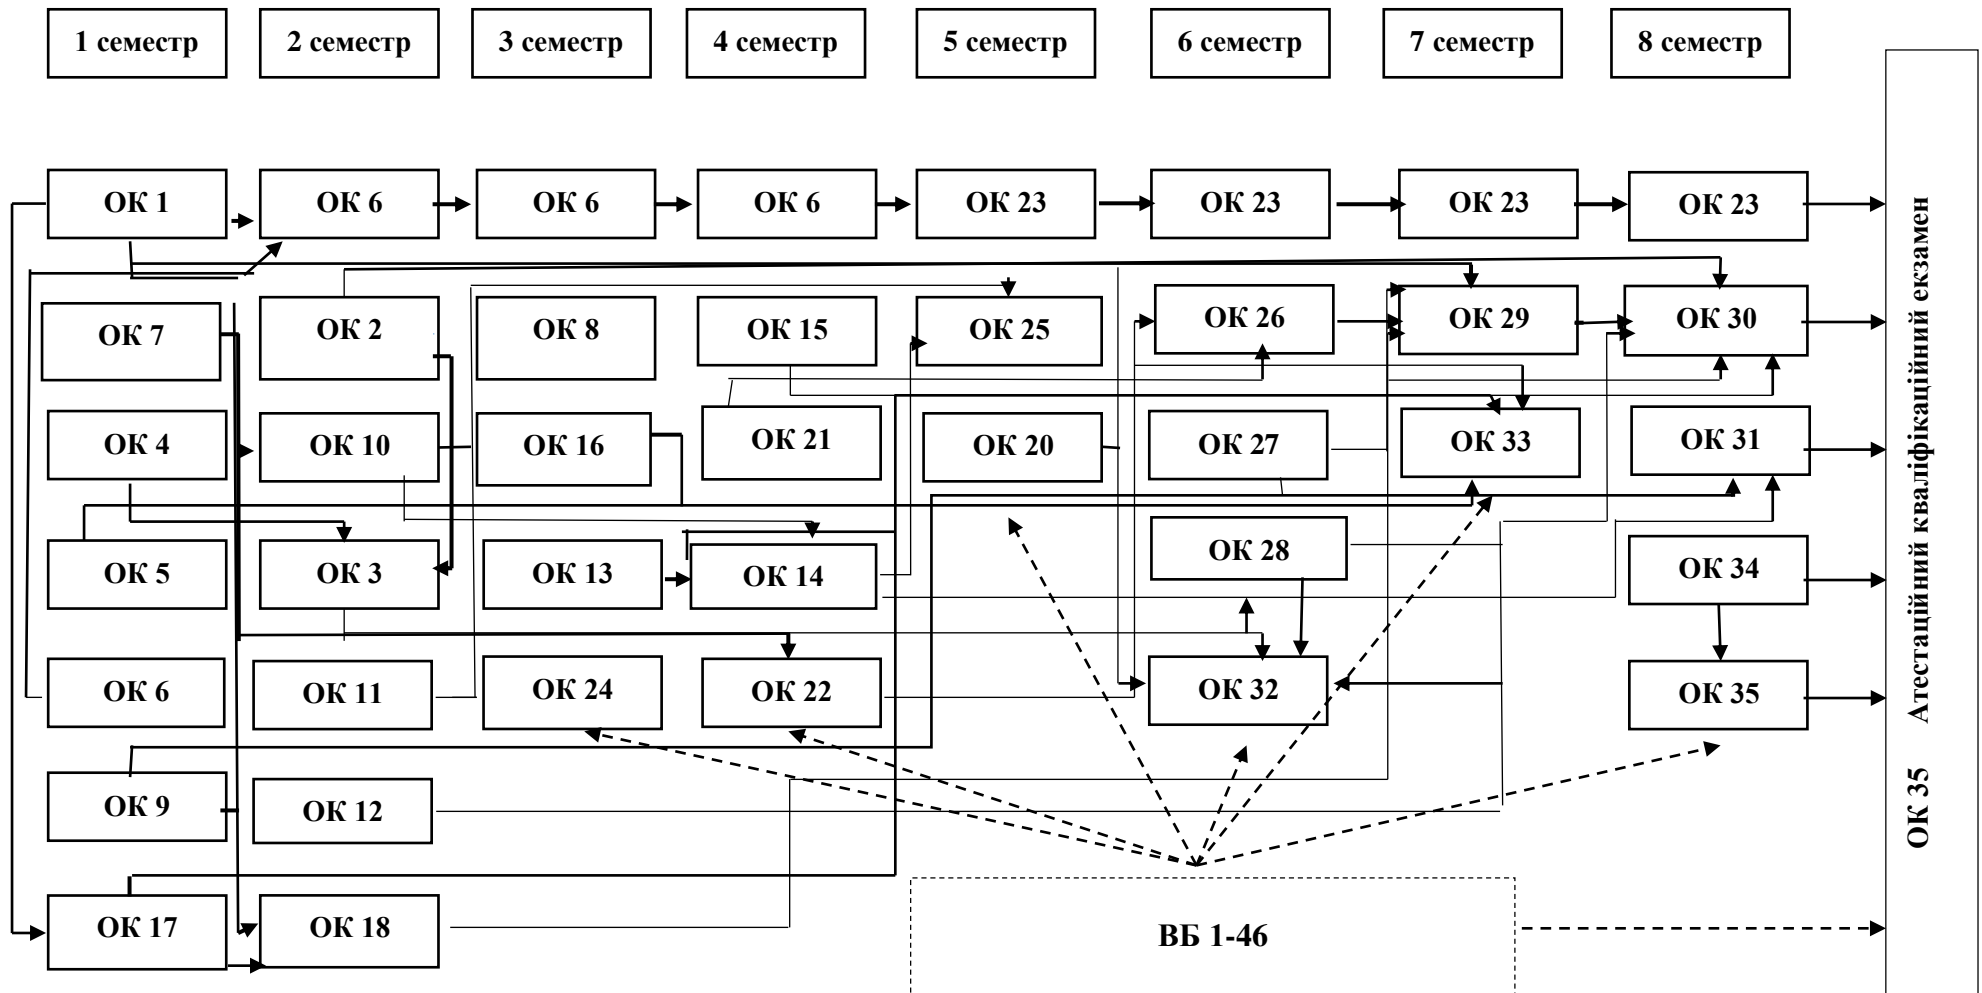 1 семестр
2 семестр
3 семестр
4 семестр
5 семестр
6 семестр
7 семестр
8 семестр
ОК 1
ОК 6
ОК 6
ОК 6
ОК 23
ОК 23
ОК 23
ОК 23
ОК 7
ОК 2
ОК 8
ОК 15
ОК 25
ОК 26
ОК 29
ОК 30
ОК 4
ОК 10
ОК 16
ОК 21
ОК 20
ОК 27
ОК 33
ОК 31
ОК 5
ОК 3
ОК 13
ОК 14
ОК 28
ОК 34
ОК 6
ОК 11
ОК 24
ОК 22
ОК 32
ОК 35
ОК 9
ОК 12
ОК 17
ОК 18
ВБ 1-46
ОК 35 Атестаційний кваліфікаційний екзамен